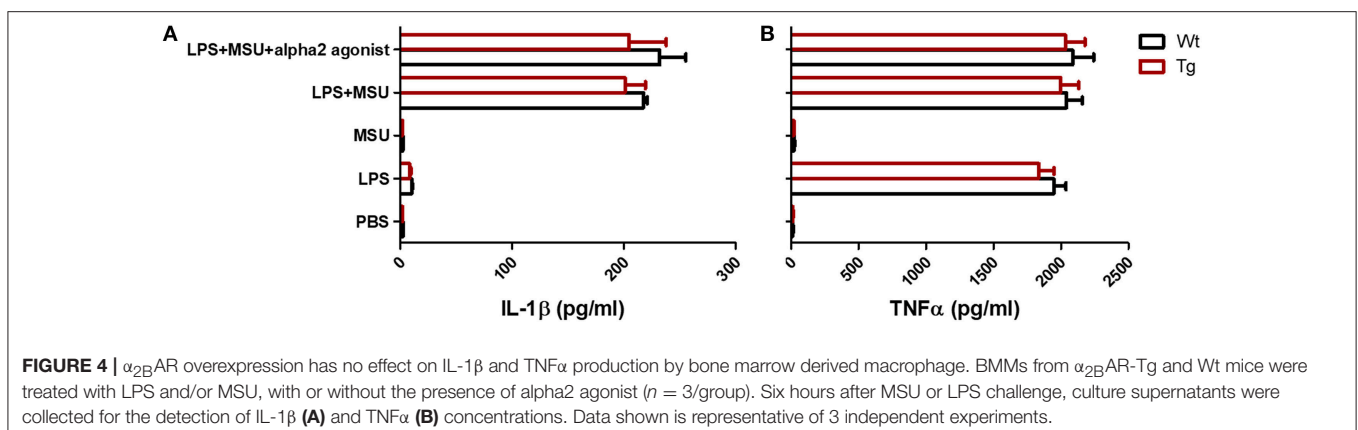 A
B
LPS+MSU+alpha2 agonist
LPS+MSU
MSU
LPS
PBS
Wt
Tg
0
100
200
300
0
500
1000
1500
2000
2500
IL-1β (pg/ml)
TNFα (pg/ml)
FIGURE 4 | α2BAR overexpression has no effect on IL-1β and TNFα production by bone marrow derived macrophage. BMMs from α2BAR-Tg and Wt mice were
treated with LPS and/or MSU, with or without the presence of alpha2 agonist (n = 3/group). Six hours after MSU or LPS challenge, culture supernatants were
collected for the detection of IL-1β (A) and TNFα (B) concentrations. Data shown is representative of 3 independent experiments.